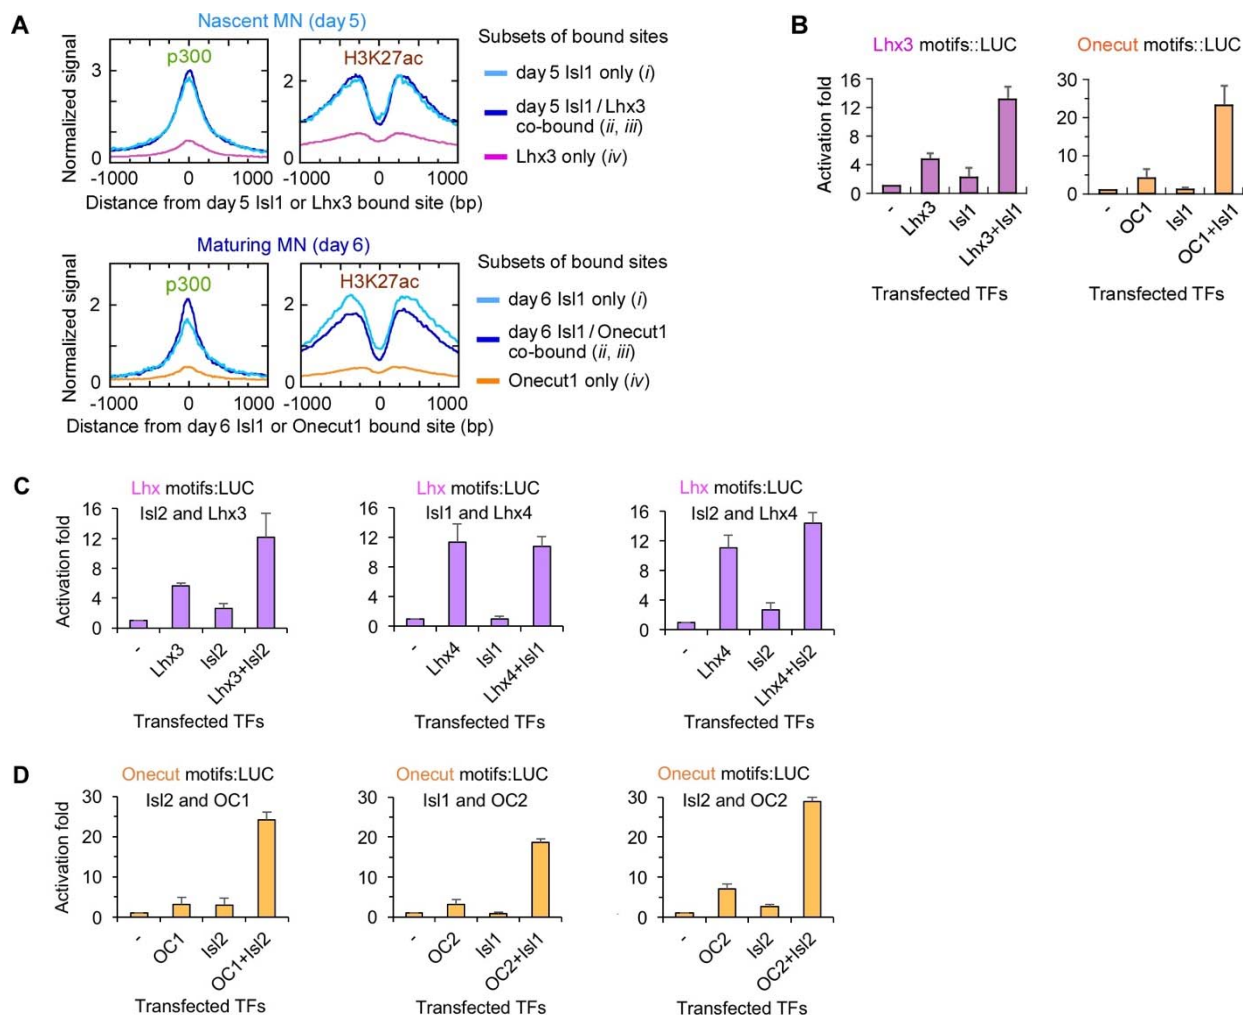 A
Nascent MN (day 5)
p300
H3K27ac
Normalized signal
3
0
2
0
-1000 0 1000
-1000 0 1000
Distance from day 5 Isl1 or Lhx3 bound site (bp)
Subsets of bound sites
day 5 Isl1 only (i)
day 5 Isl1 / Lhx3
co-bound (ii, iii)
Lhx3 only (iv)
Maturing MN (day 6)
p300
H3K27ac
Normalized signal
2
0
2
0
-1000 0 1000
-1000 0 1000
Distance from day 6 Isl1 or Onecut1 bound site (bp)
Subsets of bound sites
day 6 Isl1 only (i)
day 6 Isl1 / Onecut1
co-bound (ii, iii)
Onecut1 only (iv)
B
Lhx3 motifs::LUC
Activation fold
16
12
8
4
0
-
Lhx3
Isl1
Lhx3+Isl1
Transfected TFs
Onecut motifs::LUC
30
20
10
0
-
OC1
Isl1
OC1+Isl1
Transfected TFs
C
Lhx motifs:LUC
Isl2 and Lhx3
Activation fold
16
12
8
4
0
-
Lhx3
Isl2
Lhx3+Isl2
Transfected TFs
Lhx motifs:LUC
Isl1 and Lhx4
16
12
8
4
0
-
Lhx4
Isl1
Lhx4+Isl1
Transfected TFs
Lhx motifs:LUC
Isl2 and Lhx4
16
12
8
4
0
-
Lhx4
Isl2
Lhx4+Isl2
Transfected TFs
D
Onecut motifs:LUC
Isl2 and OC1
Activation fold
30
20
10
0
-
OC1
Isl2
OC1+Isl2
Transfected TFs
Onecut motifs:LUC
Isl1 and OC2
30
20
10
0
-
OC2
Isl1
OC2+Isl1
Transfected TFs
Onecut motifs:LUC
Isl2 and OC2
30
20
10
0
-
OC2
Isl2
OC2+Isl2
Transfected TFs